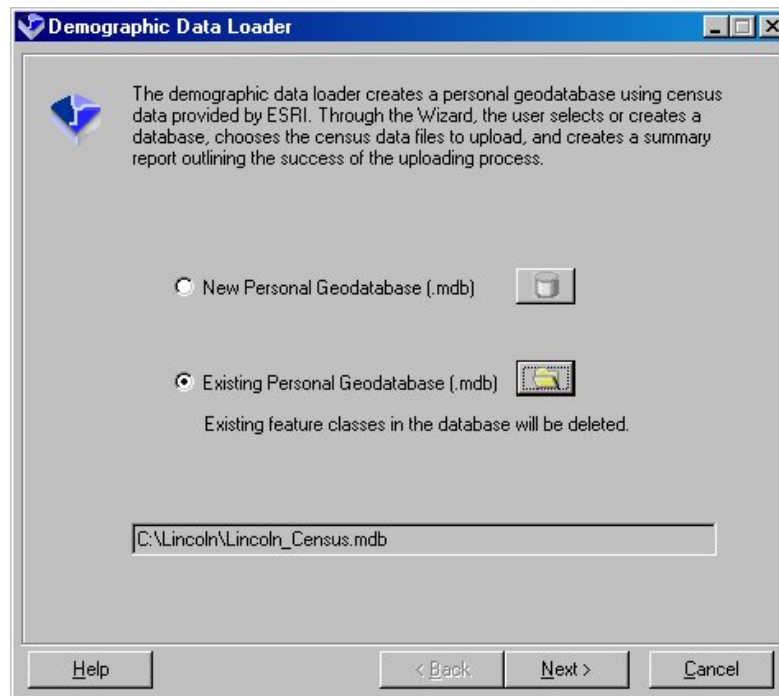 Demographic Data Loader
The demographic data loader creates a personal geodatabase using census
data provided by ESRI. Through the Wizard, the user selects or creates a
database, chooses the census data files to upload, and creates a summary
report outlining the success of the uploading process.
New Personal Geodatabase (.mdb)
Existing Personal Geodatabase (.mdb)
Existing feature classes in the database will be deleted.
C:\Lincoln\Lincoln_Census.mdb
Help
< Back
Next >
Cancel